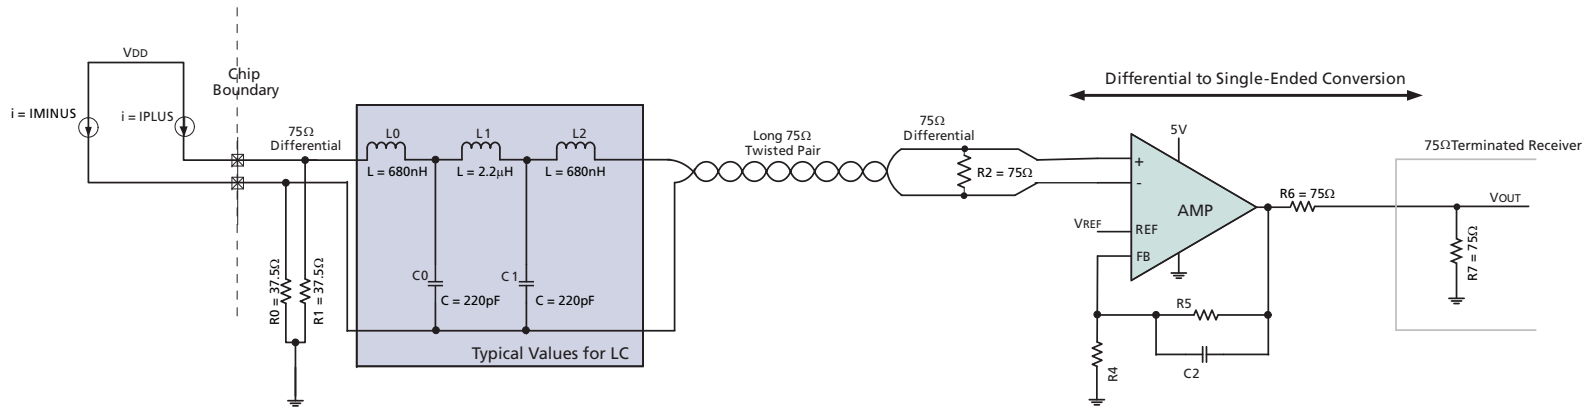 VDD
Chip
Boundary
i = IMINUS
i = IPLUS
75Ω
Differential
R0 = 37.5Ω
R1 = 37.5Ω
L0
L1
L2
L = 680nH
L = 2.2μH
L = 680nH
C0
C1
C = 220pF
C = 220pF
Typical Values for LC
Long 75Ω
Twisted Pair
75Ω
Differential
R2 = 75Ω
Differential to Single-Ended Conversion
5V
+
-
AMP
VREF
REF
FB
R5
C2
R4
R6 = 75Ω
75ΩTerminated Receiver
VOUT
R7 = 75Ω